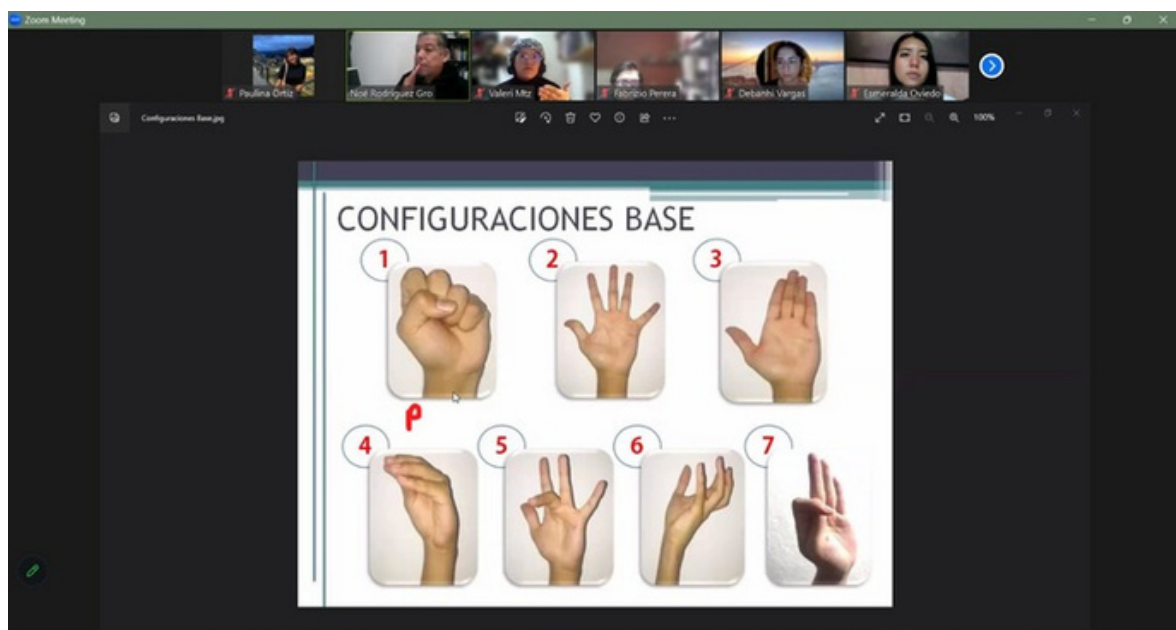 Zoom Meeting
Paulina Ortiz
Noé Rodríguez Gro
Valeri Mtz
Fabrizio Perera
Debanhi Vargas
Esmeralda Oviedo
Configuraciones Base.jpg
100%
CONFIGURACIONES BASE
1
2
3
P
4
5
6
7